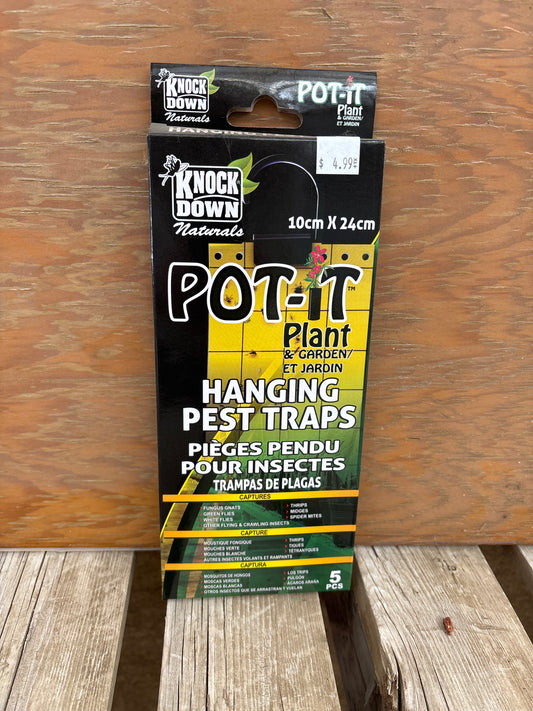 KNOCK
DOWN
Naturals
POT-iT
Plant
& GARDEN/
ET JARDIN
$ 4.99
KNOCK
DOWN
Naturals
10cm X 24cm
POT-iT™
Plant
& GARDEN/
ET JARDIN
HANGING
PEST TRAPS
PIÈGES PENDU
POUR INSECTES
TRAMPAS DE PLAGAS
CAPTURES
FUNGUS GNATS
GREEN FLIES
WHITE FLIES
OTHER FLYING & CRAWLING INSECTS
THRIPS
MIDGES
SPIDER MITES
CAPTURE
MOUSTIQUE FONGIQUE
MOUCHES VERTE
MOUCHES BLANCHE
AUTRES INSECTES VOLANTS ET RAMPANTS
THRIPS
TIQUES
TÉTRANYQUES
CAPTURA
MOSQUITOS DE HONGOS
MOSCAS VERDES
MOSCAS BLANCAS
OTROS INSECTOS QUE SE ARRASTRAN Y VUELAN
LOS TRIPS
PULGÓN
ÁCAROS ARAÑA
5
PCS